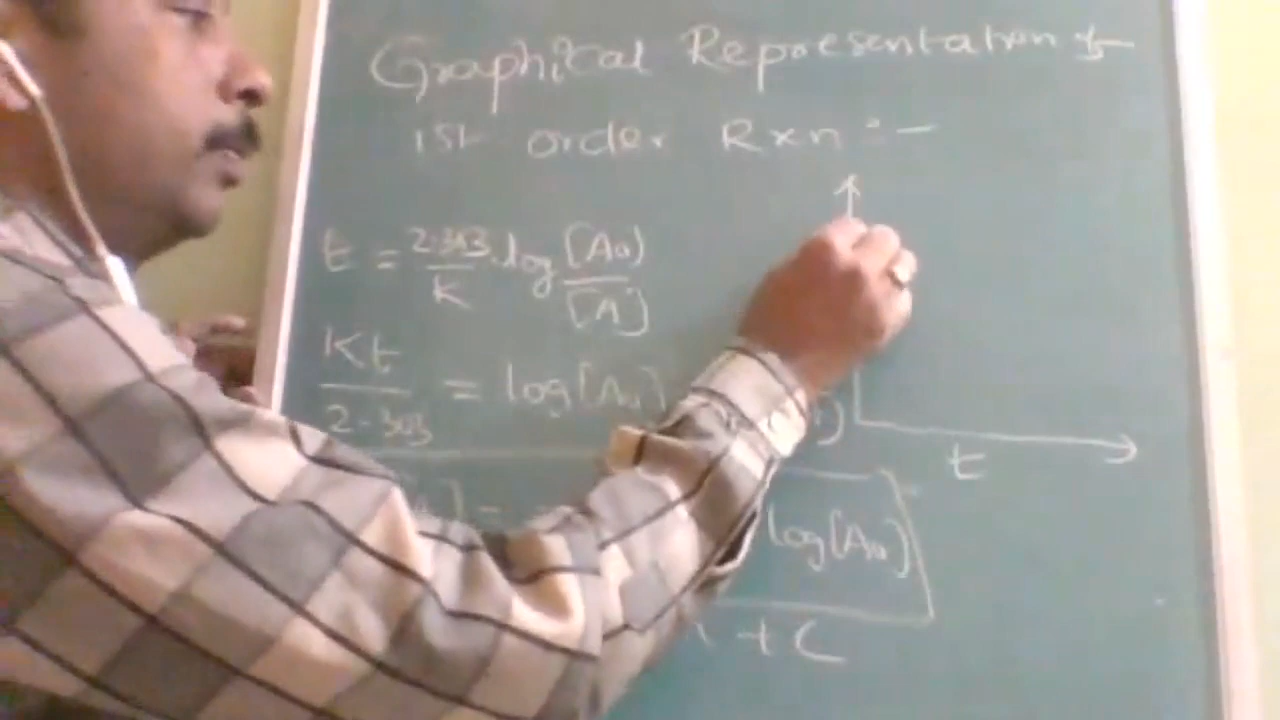 Graphical Representation of
1st order Rxn :-
t = 2.303/K log [A₀]/[A]
Kt/2.303 = log[A₀]
t
log[A₀]
+ C